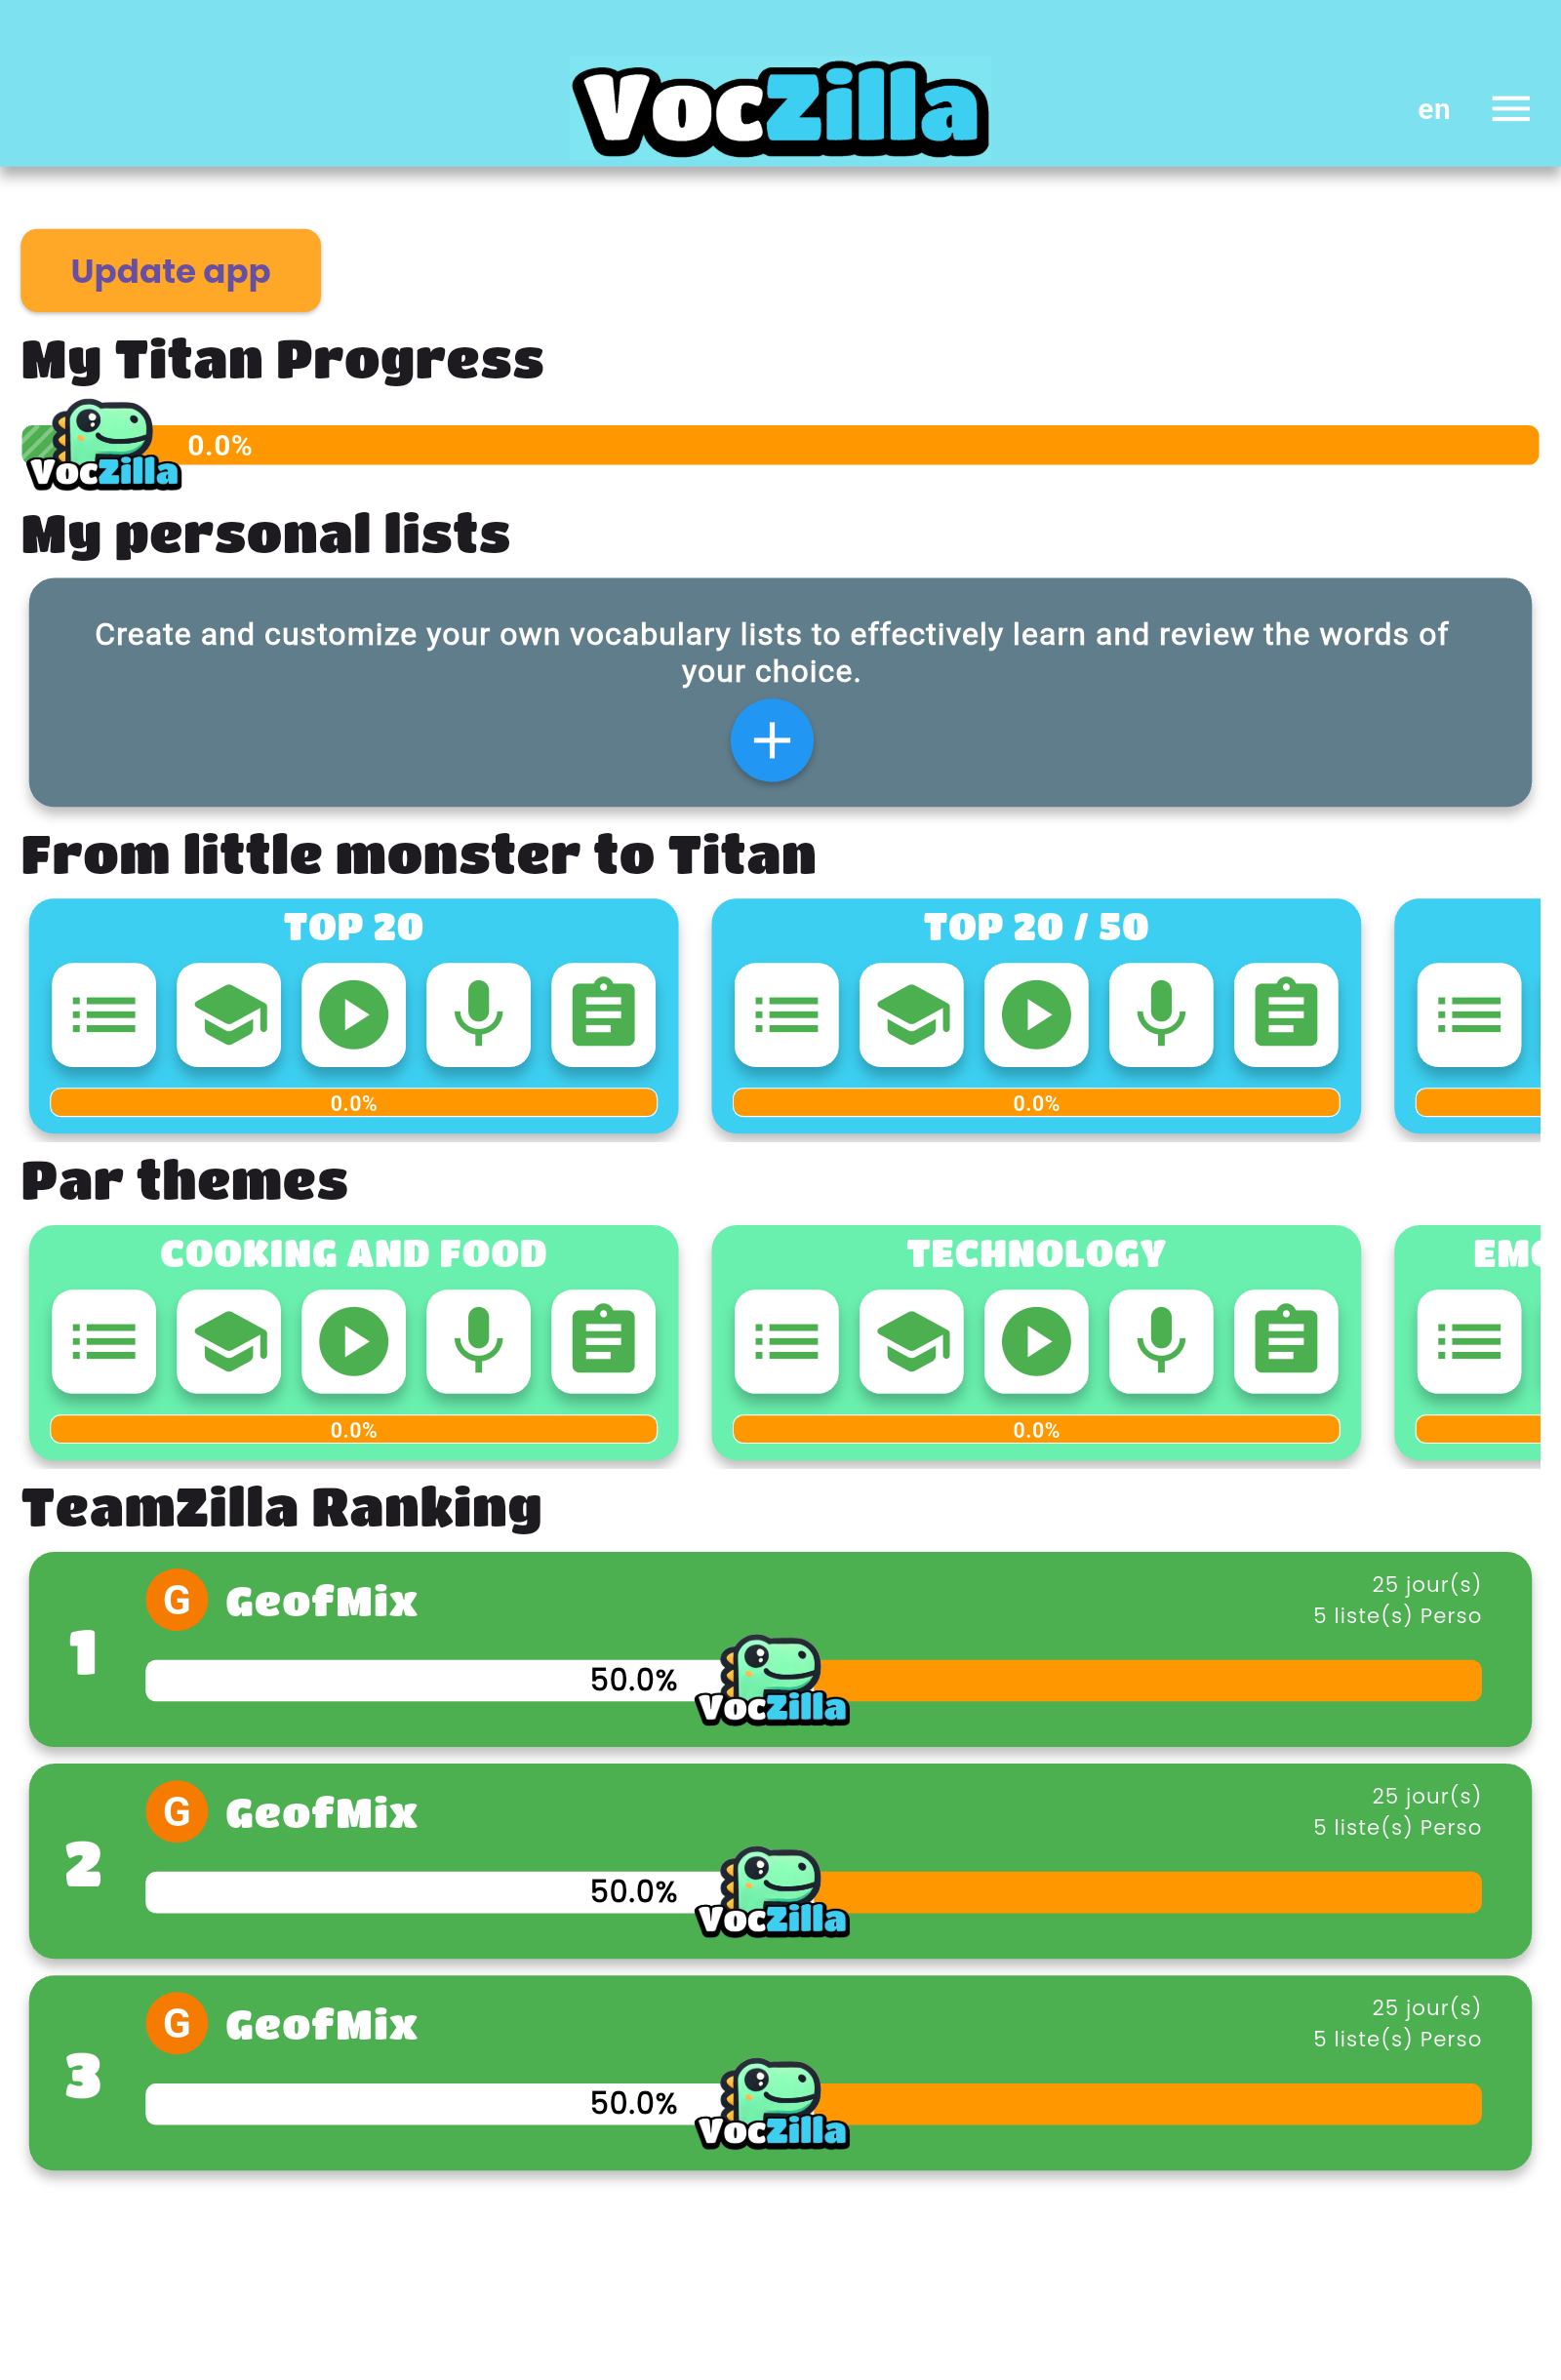 VocZilla
en
Update app
My Titan Progress
0.0%
VocZilla
My personal lists
Create and customize your own vocabulary lists to effectively learn and review the words of
your choice.
From little monster to Titan
TOP 20
TOP 20 / 50
0.0%
0.0%
Par themes
COOKING AND FOOD
TECHNOLOGY
0.0%
0.0%
TeamZilla Ranking
1
G
GeofMix
25 jour(s)
5 liste(s) Perso
50.0%
VocZilla
2
G
GeofMix
25 jour(s)
5 liste(s) Perso
50.0%
VocZilla
3
G
GeofMix
25 jour(s)
5 liste(s) Perso
50.0%
VocZilla